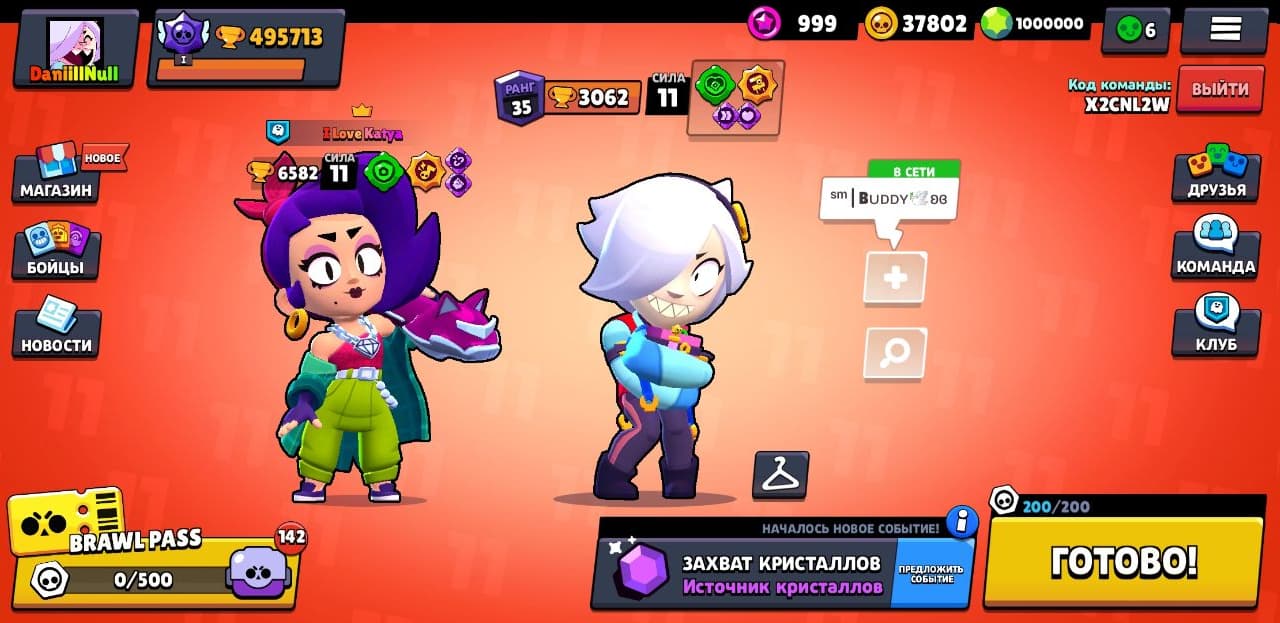 DaniillNull
I
495713
999
37802
1000000
6
РАНГ
35
3062
СИЛА
11
Код команды:
X2CNL2W
ВЫЙТИ
I Love Katya
6582
СИЛА
11
НОВОЕ
МАГАЗИН
БОЙЦЫ
НОВОСТИ
В СЕТИ
sm | BUDDY
ДРУЗЬЯ
КОМАНДА
КЛУБ
BRAWL PASS
142
0/500
НАЧАЛОСЬ НОВОЕ СОБЫТИЕ!
i
ЗАХВАТ КРИСТАЛЛОВ
Источник кристаллов
ПРЕДЛОЖИТЬ
СОБЫТИЕ
200/200
ГОТОВО!